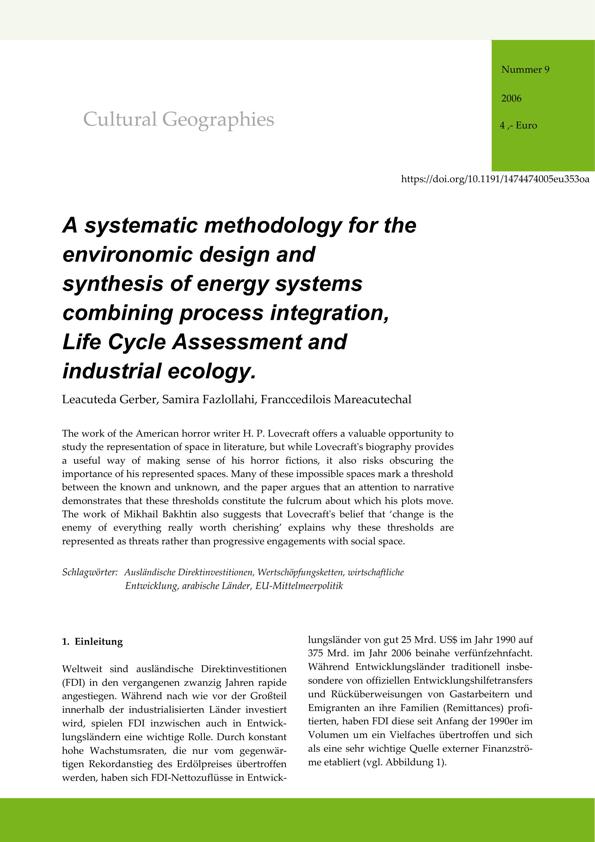 Nummer 9
2006
4 ,- Euro
Cultural Geographies
https://doi.org/10.1191/1474474005eu353oa
A systematic methodology for the
environomic design and
synthesis of energy systems
combining process integration,
Life Cycle Assessment and
industrial ecology.
Leacuteda Gerber, Samira Fazlollahi, Franccedilois Mareacutechal
The work of the American horror writer H. P. Lovecraft offers a valuable opportunity to
study the representation of space in literature, but while Lovecraft's biography provides
a useful way of making sense of his horror fictions, it also risks obscuring the
importance of his represented spaces. Many of these impossible spaces mark a threshold
between the known and unknown, and the paper argues that an attention to narrative
demonstrates that these thresholds constitute the fulcrum about which his plots move.
The work of Mikhail Bakhtin also suggests that Lovecraft's belief that ‘change is the
enemy of everything really worth cherishing’ explains why these thresholds are
represented as threats rather than progressive engagements with social space.
Schlagwörter: Ausländische Direktinvestitionen, Wertschöpfungsketten, wirtschaftliche
Entwicklung, arabische Länder, EU-Mittelmeerpolitik
1. Einleitung
Weltweit sind ausländische Direktinvestitionen
(FDI) in den vergangenen zwanzig Jahren rapide
angestiegen. Während nach wie vor der Großteil
innerhalb der industrialisierten Länder investiert
wird, spielen FDI inzwischen auch in Entwick-
lungsländern eine wichtige Rolle. Durch konstant
hohe Wachstumsraten, die nur vom gegenwär-
tigen Rekordanstieg des Erdölpreises übertroffen
werden, haben sich FDI-Nettozuflüsse in Entwick-
lungsländer von gut 25 Mrd. US$ im Jahr 1990 auf
375 Mrd. im Jahr 2006 beinahe verfünfzehnfacht.
Während Entwicklungsländer traditionell insbe-
sondere von offiziellen Entwicklungshilfetransfers
und Rücküberweisungen von Gastarbeitern und
Emigranten an ihre Familien (Remittances) profi-
tierten, haben FDI diese seit Anfang der 1990er im
Volumen um ein Vielfaches übertroffen und sich
als eine sehr wichtige Quelle externer Finanzströ-
me etabliert (vgl. Abbildung 1).